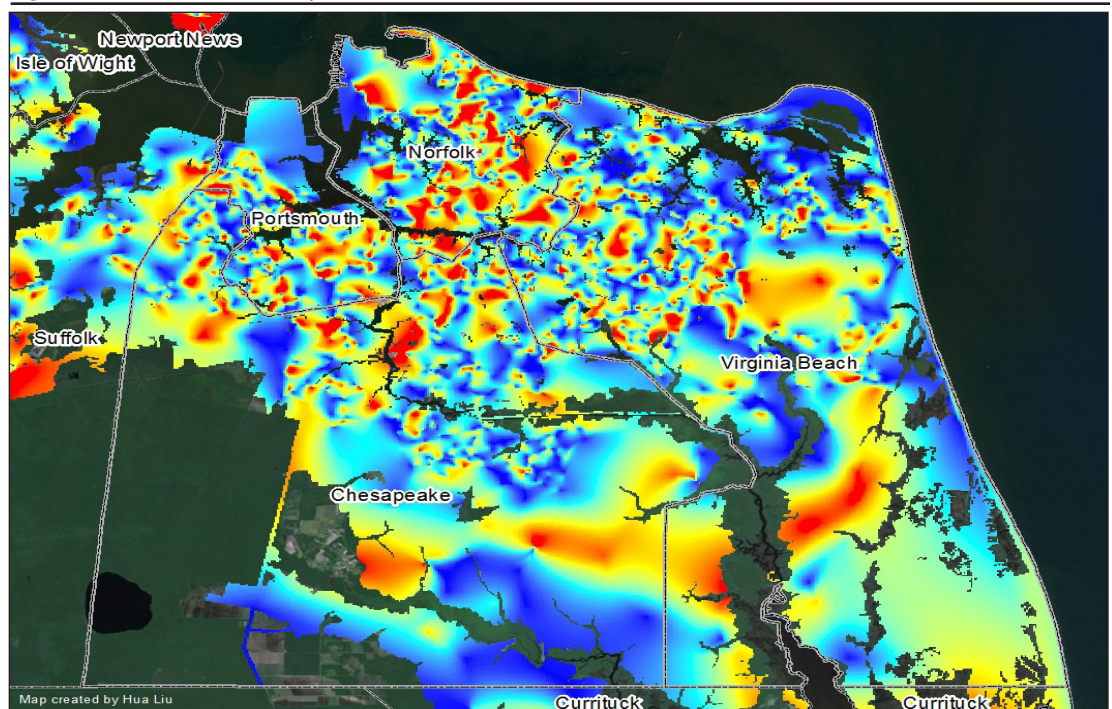 Newport News
Isle of Wight
Norfolk
Portsmouth
Suffolk
Virginia Beach
Chesapeake
Map created by Hua Liu
Currituck
Currituck